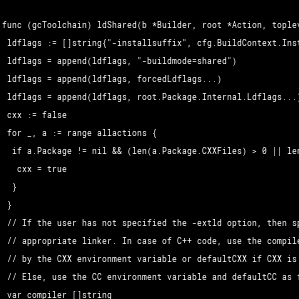 func (gcToolchain) ldShared(b *Builder, root *Action, toplev
ldflags := []string{"-installsuffix", cfg.BuildContext.Inst
ldflags = append(ldflags, "-buildmode=shared")
ldflags = append(ldflags, forcedLdflags...)
ldflags = append(ldflags, root.Package.Internal.Ldflags...)
cxx := false
for _, a := range allactions {
if a.Package != nil && (len(a.Package.CXXFiles) > 0 || len
cxx = true
}
}
// If the user has not specified the -extld option, then sp
// appropriate linker. In case of C++ code, use the compile
// by the CXX environment variable or defaultCXX if CXX is
// Else, use the CC environment variable and defaultCC as f
var compiler []string